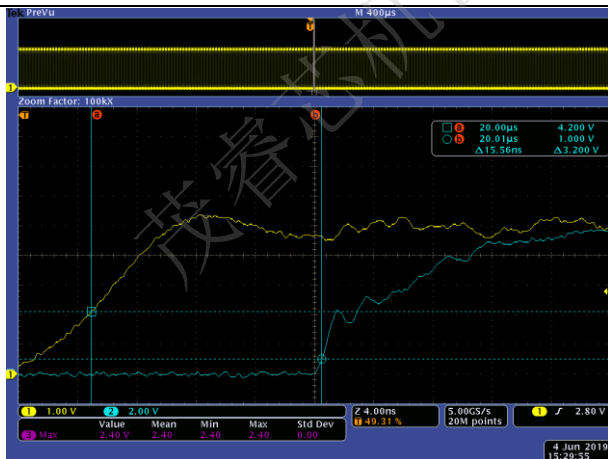 Tek PreVu M 400µs
T
1
Zoom Factor: 100kX
T a b
a 20.00µs 4.200 V
b 20.01µs 1.000 V
Δ15.56ns Δ3.200 V
茂睿芯机
1
1 1.00 V 2 2.00 V Z 4.00ns 5.00GS/s 1 2.80 V
T 49.31 % 20M points
Value Mean Min Max Std Dev
3 Max 2.40 V 2.40 2.40 2.40 0.00
4 Jun 2019
15:29:55